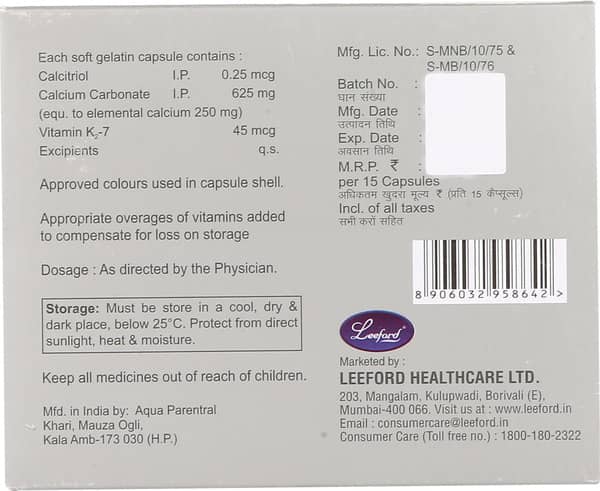 Each soft gelatin capsule contains :
Calcitriol I.P. 0.25 mcg
Calcium Carbonate I.P. 625 mg
(equ. to elemental calcium 250 mg)
Vitamin K2-7 45 mcg
Excipients q.s.
Approved colours used in capsule shell.
Appropriate overages of vitamins added
to compensate for loss on storage
Dosage : As directed by the Physician.
Storage: Must be store in a cool, dry &
dark place, below 25°C. Protect from direct
sunlight, heat & moisture.
Keep all medicines out of reach of children.
Mfd. in India by: Aqua Parentral
Khari, Mauza Ogli,
Kala Amb-173 030 (H.P.)
Mfg. Lic. No.: S-MNB/10/75 &
S-MB/10/76
Batch No. :
घान संख्या
Mfg. Date :
उत्पादन तिथि
Exp. Date :
अवसान तिथि
M.R.P. ₹ :
per 15 Capsules
अधिकतम खुदरा मूल्य ₹ (प्रति 15 कैप्सूल्स)
Incl. of all taxes
सभी करों सहित
8 906032 958642 >
Leeford®
Marketed by :
LEEFORD HEALTHCARE LTD.
203, Mangalam, Kulupwadi, Borivali (E),
Mumbai-400 066. Visit us at : www.leeford.in
Email : consumercare@leeford.in
Consumer Care (Toll free no.) : 1800-180-2322